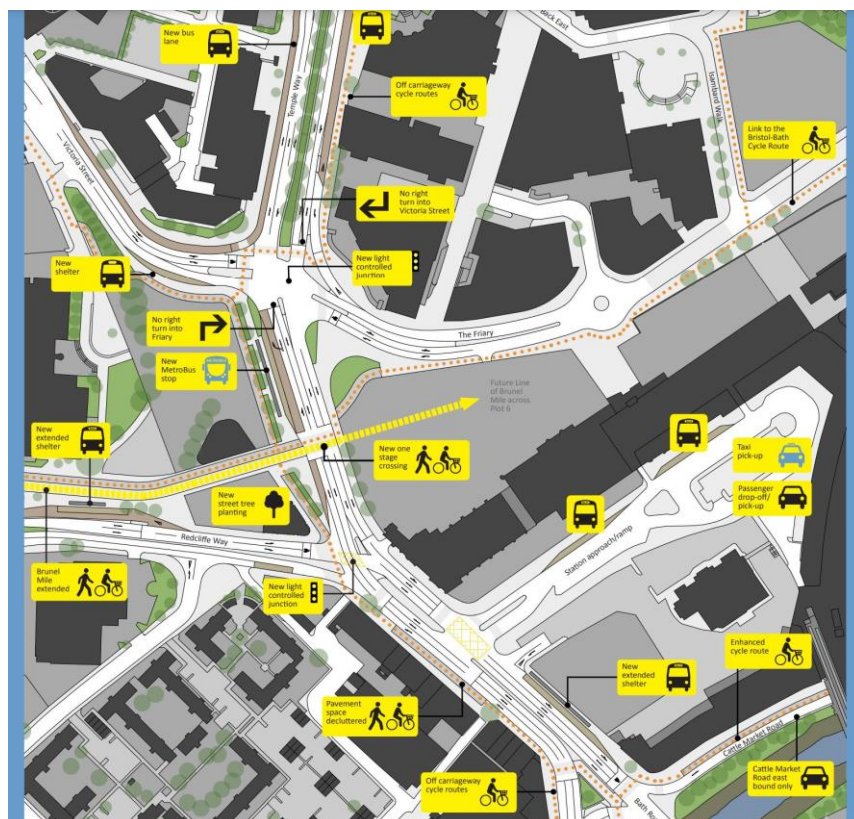 New bus
lane
Temple Way
Back East
Isambard Walk
Off carriageway
cycle routes
Link to the
Bristol-Bath
Cycle Route
Victoria Street
No right
turn into
Victoria Street
New
shelter
New light
controlled
junction
No right
turn into
Friary
The Friary
New
MetroBus
stop
METROBUS
Future Line
of Brunel
Mile across
Plot 6
New
extended
shelter
New one
stage
crossing
Taxi
pick-up
Passenger
drop-off/
pick-up
New
street tree
planting
Redcliffe Way
Station approach/ramp
Brunel
Mile
extended
New light
controlled
junction
Enhanced
cycle route
New
extended
shelter
Pavement
space
decluttered
Cattle Market Road
Off carriageway
cycle routes
Bath Ro
Cattle Market
Road east
bound only